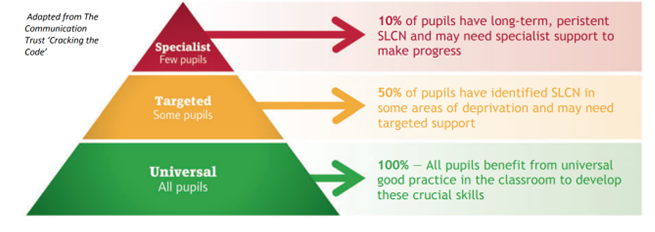 Adapted from The
Communication
Trust 'Cracking the
Code'
Specialist
Few pupils
10% of pupils have long-term, peristent
SLCN and may need specialist support to
make progress
Targeted
Some pupils
50% of pupils have identified SLCN in
some areas of deprivation and may need
targeted support
Universal
All pupils
100% — All pupils benefit from universal
good practice in the classroom to develop
these crucial skills